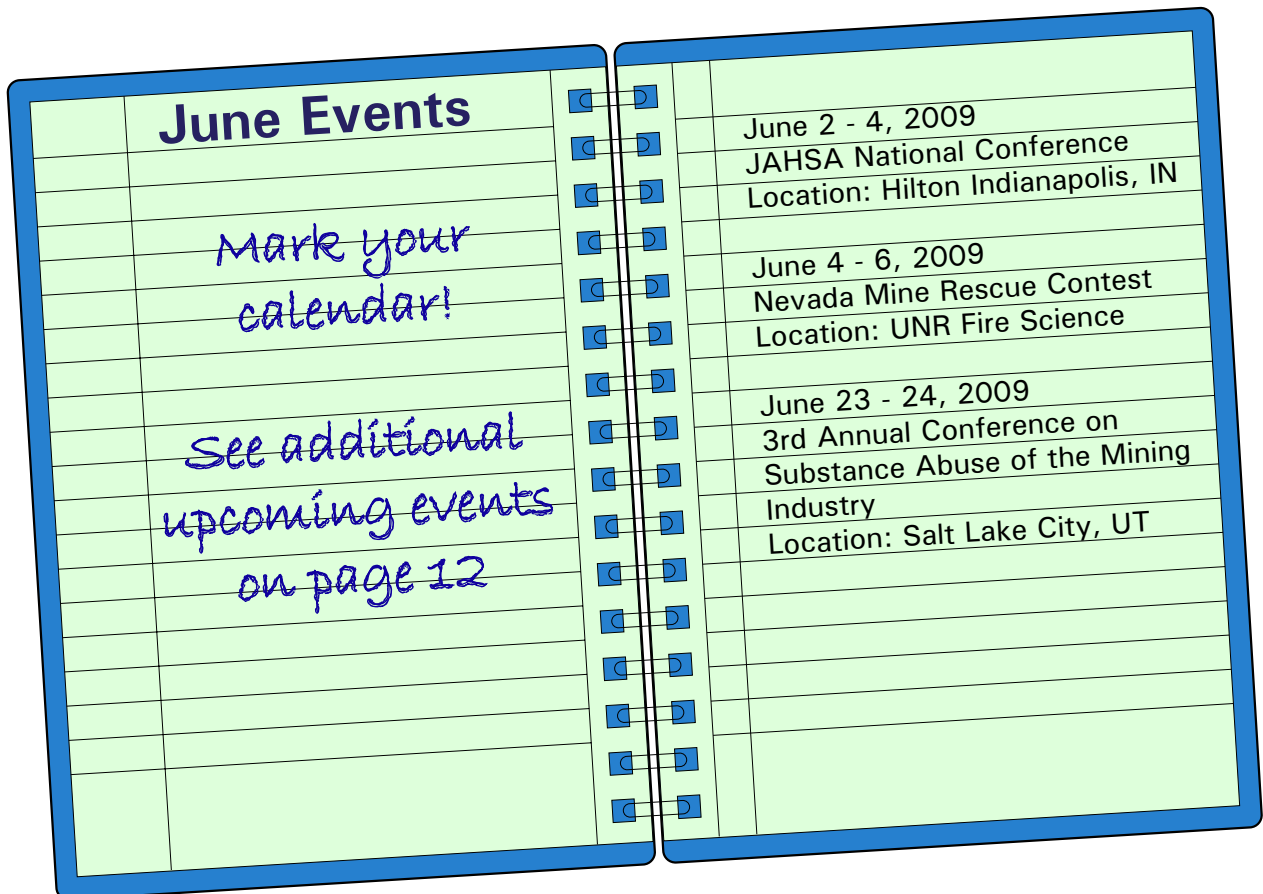 June Events
Mark your
calendar!
See additional
upcoming events
on page 12
June 2 - 4, 2009
JAHSA National Conference
Location: Hilton Indianapolis, IN
June 4 - 6, 2009
Nevada Mine Rescue Contest
Location: UNR Fire Science
June 23 - 24, 2009
3rd Annual Conference on
Substance Abuse of the Mining
Industry
Location: Salt Lake City, UT